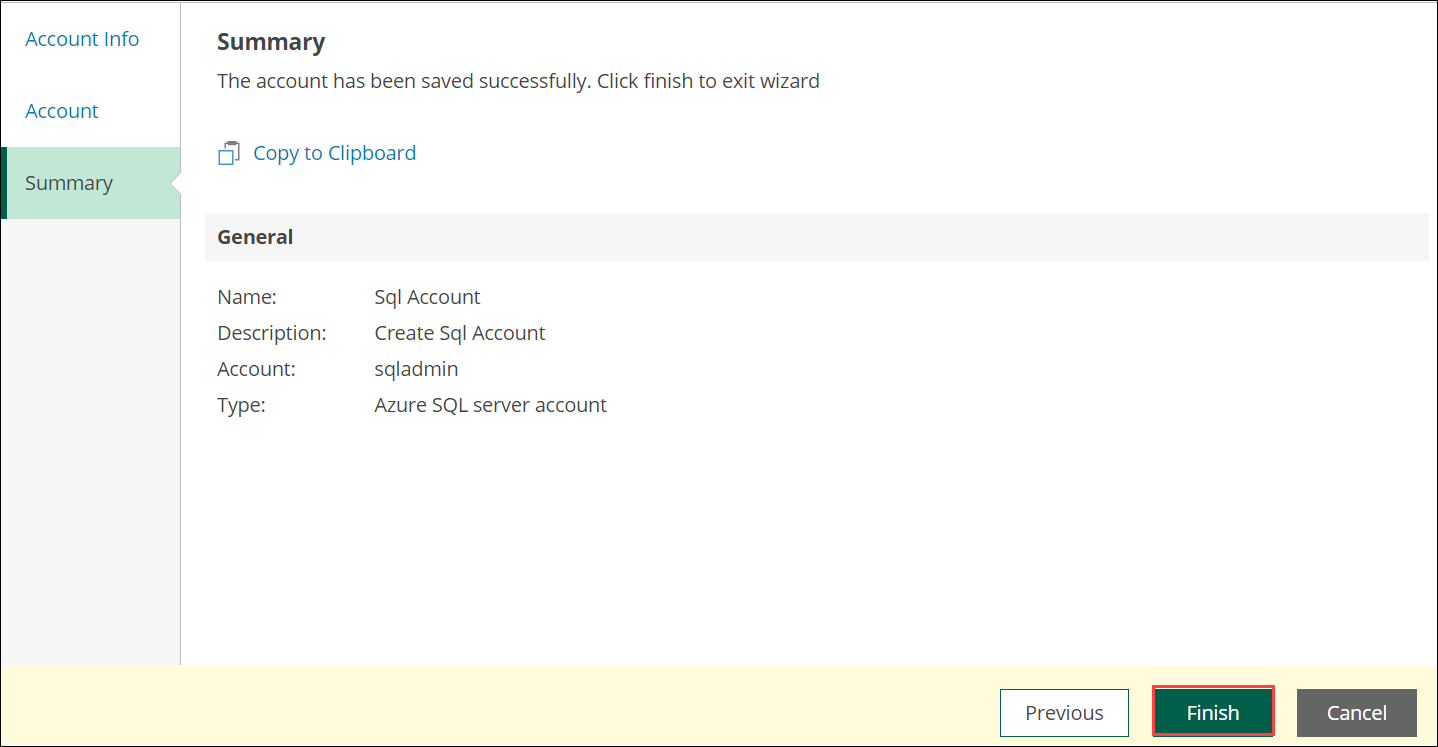 Account Info
Account
Summary
Summary
The account has been saved successfully. Click finish to exit wizard
Copy to Clipboard
General
Name: Sql Account
Description: Create Sql Account
Account: sqladmin
Type: Azure SQL server account
Previous Finish Cancel